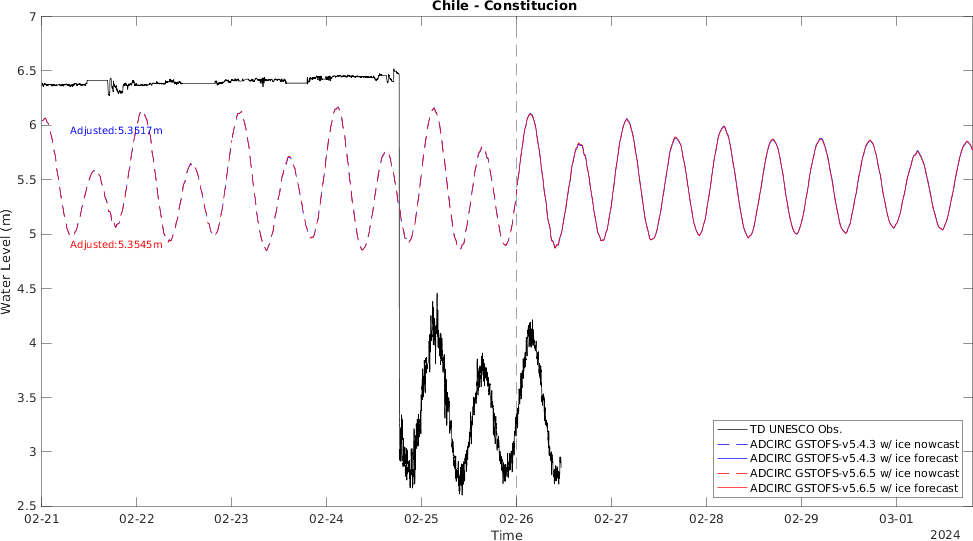 Chile - Constitucion
7
6.5
6
5.5
5
4.5
4
3.5
3
2.5
Water Level (m)
Adjusted:5.3517m
Adjusted:5.3545m
TD UNESCO Obs.
ADCIRC GSTOFS-v5.4.3 w/ ice nowcast
ADCIRC GSTOFS-v5.4.3 w/ ice forecast
ADCIRC GSTOFS-v5.6.5 w/ ice nowcast
ADCIRC GSTOFS-v5.6.5 w/ ice forecast
02-21 02-22 02-23 02-24 02-25 02-26 02-27 02-28 02-29 03-01
Time
2024